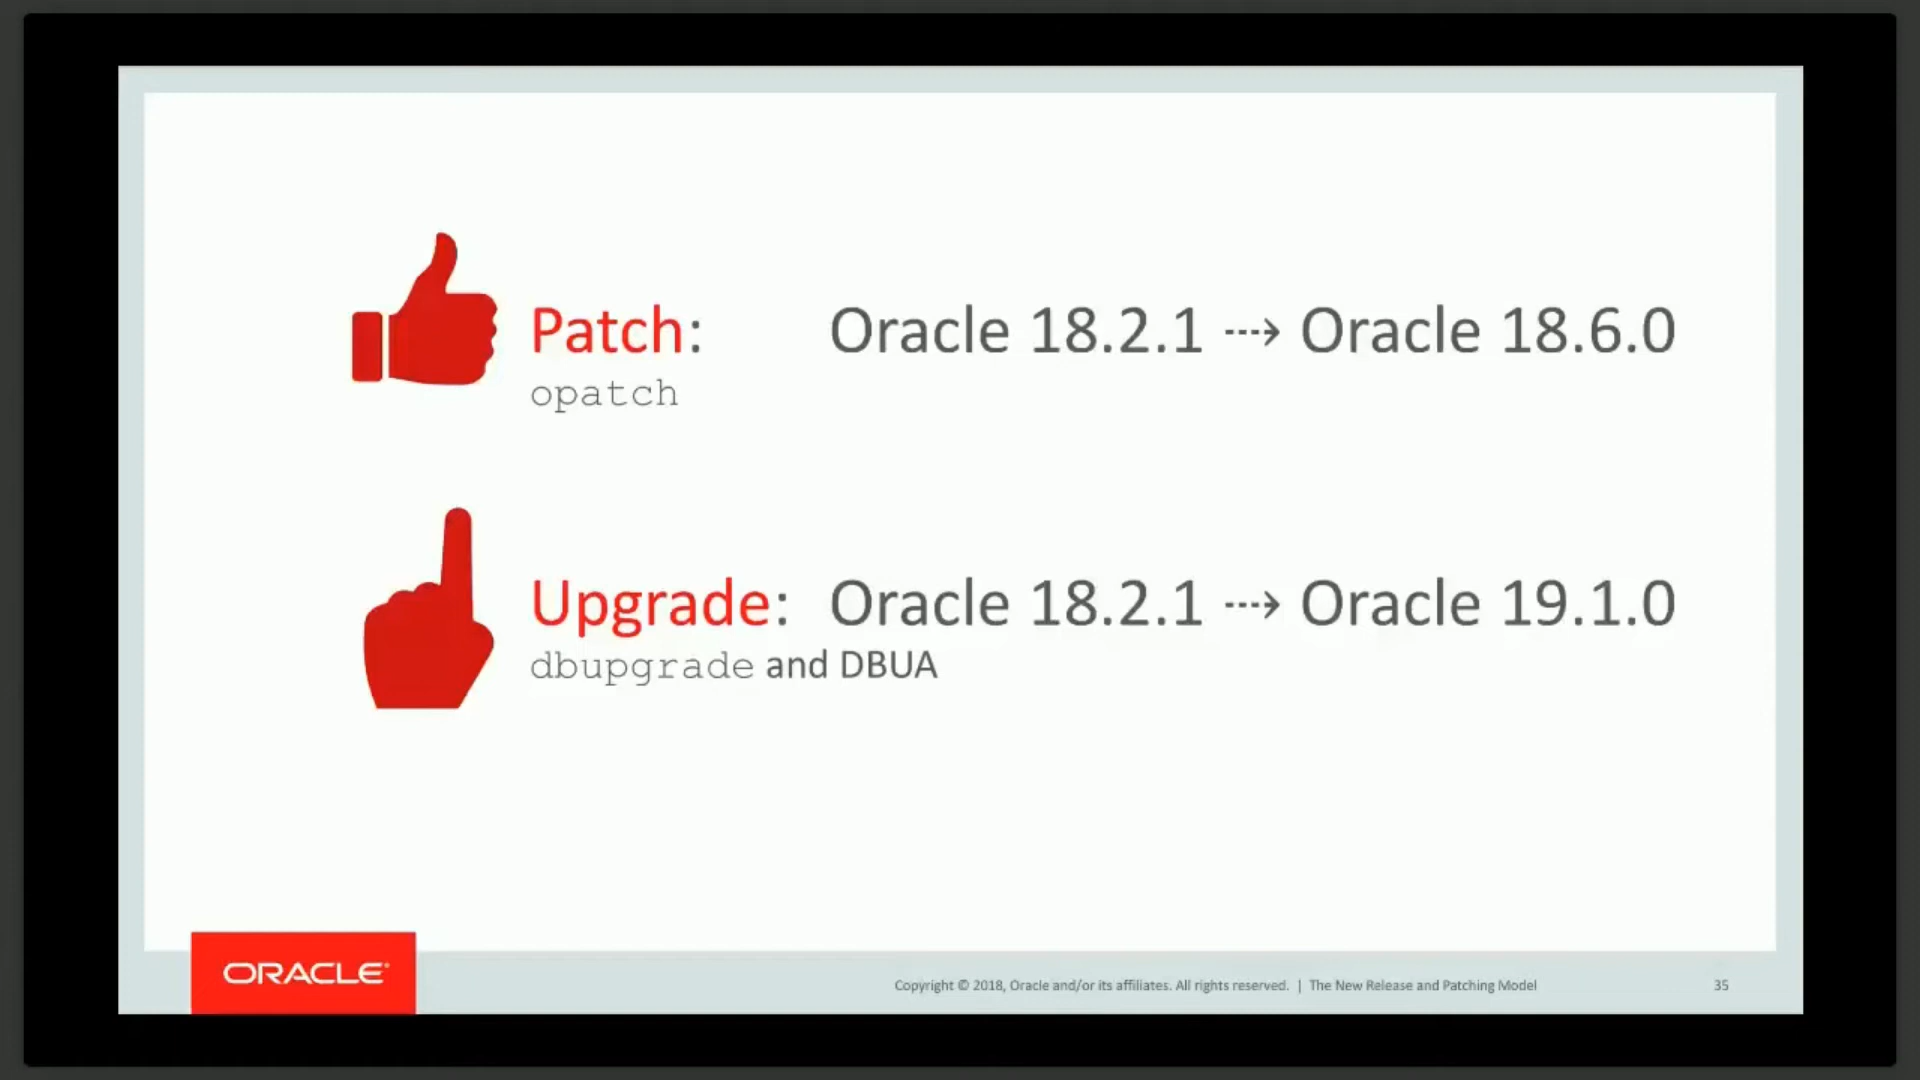 Patch: Oracle 18.2.1 ⇢ Oracle 18.6.0
opatch
Upgrade: Oracle 18.2.1 ⇢ Oracle 19.1.0
dbupgrade and DBUA
ORACLE®
Copyright © 2018, Oracle and/or its affiliates. All rights reserved. | The New Release and Patching Model 35